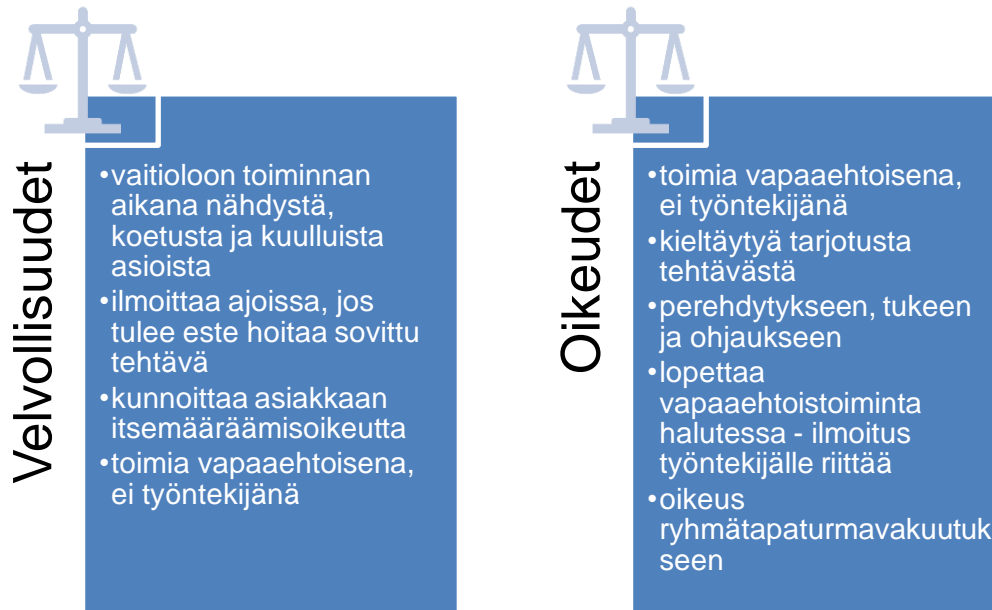 Velvollisuudet
•vaitioloon toiminnan
aikana nähdystä,
koetusta ja kuulluista
asioista
•ilmoittaa ajoissa, jos
tulee este hoitaa sovittu
tehtävä
•kunnoittaa asiakkaan
itsemääräämisoikeutta
•toimia vapaaehtoisena,
ei työntekijänä
Oikeudet
•toimia vapaaehtoisena,
ei työntekijänä
•kieltäytyä tarjotusta
tehtävästä
•perehdytykseen, tukeen
ja ohjaukseen
•lopettaa
vapaaehtoistoiminta
halutessa - ilmoitus
työntekijälle riittää
•oikeus
ryhmätapaturmavakuutuk
seen